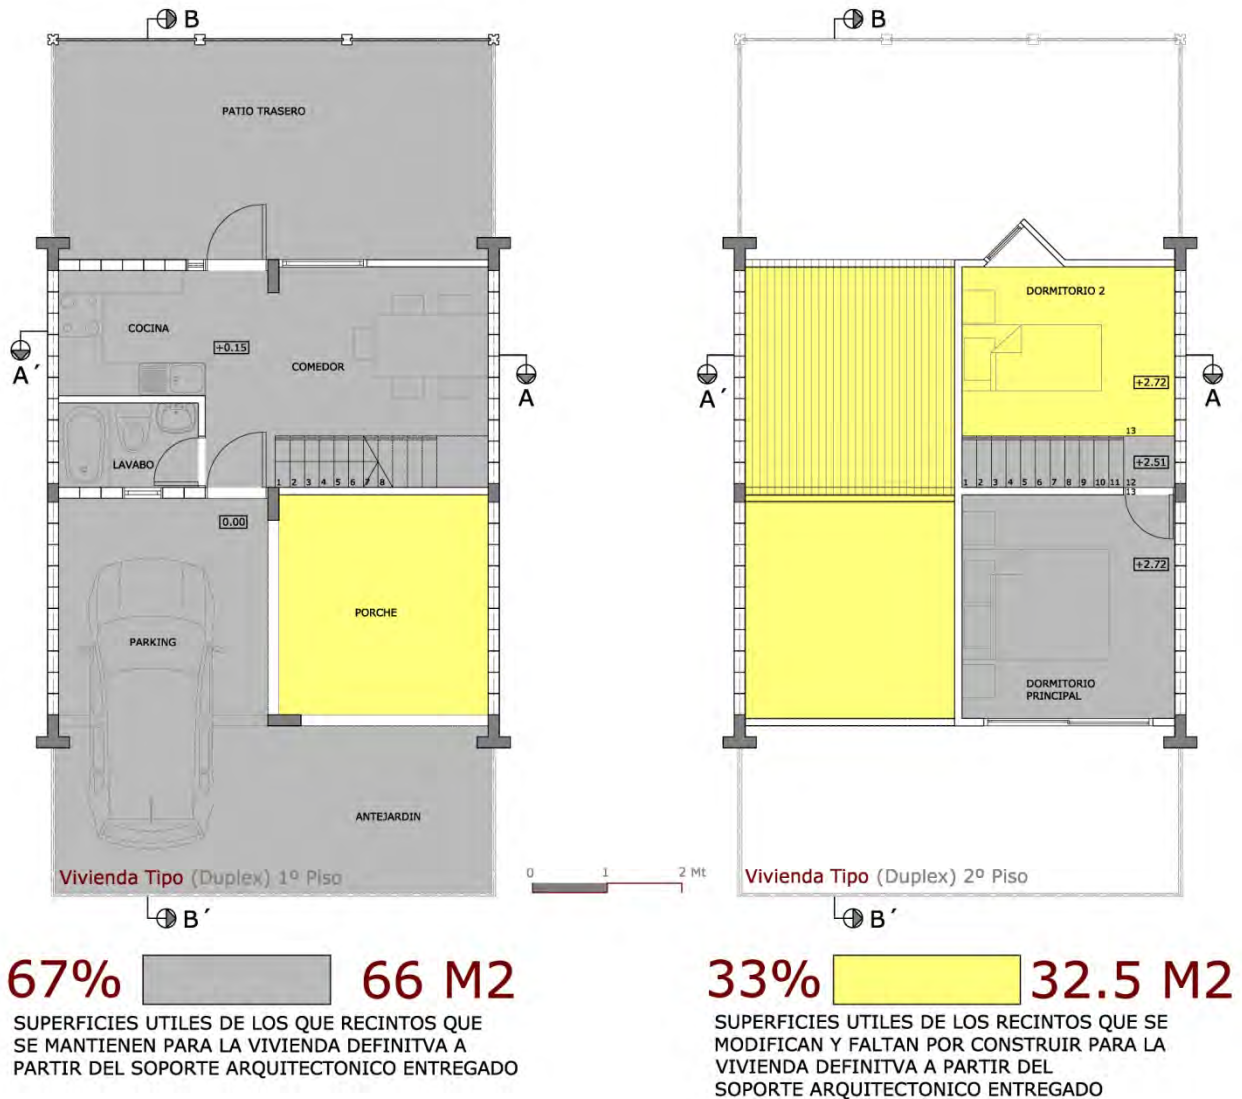 B
PATIO TRASERO
COCINA
+0.15
COMEDOR
A´
A
LAVABO
1 2 3 4 5 6 7 8
0.00
PORCHE
PARKING
ANTEJARDIN
Vivienda Tipo (Duplex) 1º Piso
B´
0 1 2 Mt
B
DORMITORIO 2
A´
A
+2.72
13
+2.51
1 2 3 4 5 6 7 8 9 10 11 12
13
+2.72
DORMITORIO
PRINCIPAL
Vivienda Tipo (Duplex) 2º Piso
B´
67% 66 M2
SUPERFICIES UTILES DE LOS QUE RECINTOS QUE
SE MANTIENEN PARA LA VIVIENDA DEFINITVA A
PARTIR DEL SOPORTE ARQUITECTONICO ENTREGADO
33% 32.5 M2
SUPERFICIES UTILES DE LOS RECINTOS QUE SE
MODIFICAN Y FALTAN POR CONSTRUIR PARA LA
VIVIENDA DEFINITVA A PARTIR DEL
SOPORTE ARQUITECTONICO ENTREGADO